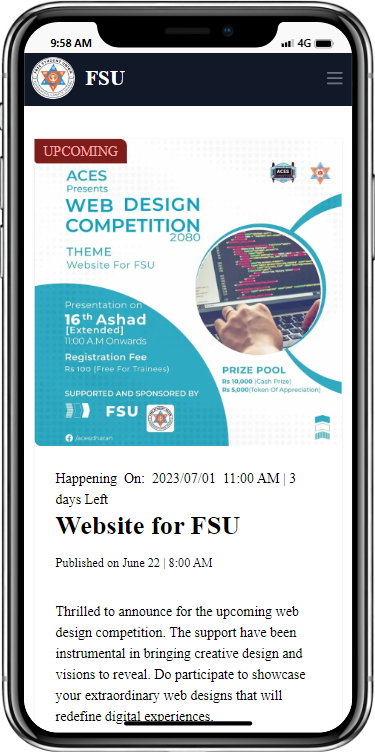 9:58 AM
4G
FSU
UPCOMING
ACES
Presents
WEB DESIGN
COMPETITION
2080
THEME
Website For FSU
Presentation on
16th Ashad
[Extended]
11:00 A.M Onwards
Registration Fee
Rs 100 (Free For Trainees)
SUPPORTED AND SPONSORED BY
FSU
PRIZE POOL
Rs 10,000 (Cash Prize)
Rs 5,000(Token Of Appreciation)
Happening On: 2023/07/01 11:00 AM | 3
days Left
Website for FSU
Published on June 22 | 8:00 AM
Thrilled to announce for the upcoming web
design competition. The support have been
instrumental in bringing creative design and
visions to reveal. Do participate to showcase
your extraordinary web designs that will
redefine digital experiences.